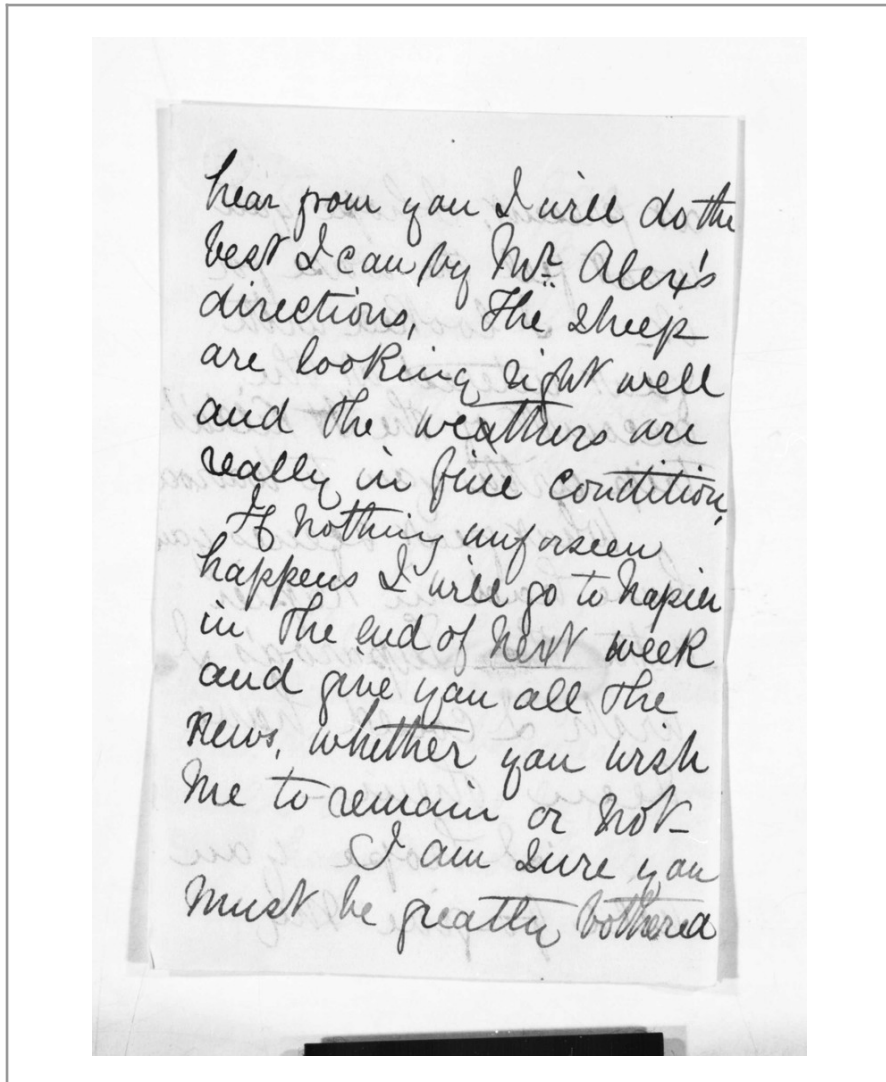 hear from you I will do the
best I can by Mr. Alex's
directions. The sheep
are looking right well
and the weathers are
really in fine condition,
If nothing unforseen
happens I will go to Napier
in the end of next week
and give you all the
news, whether you wish
me to remain or not-
I am sure you
must be greatly bothered